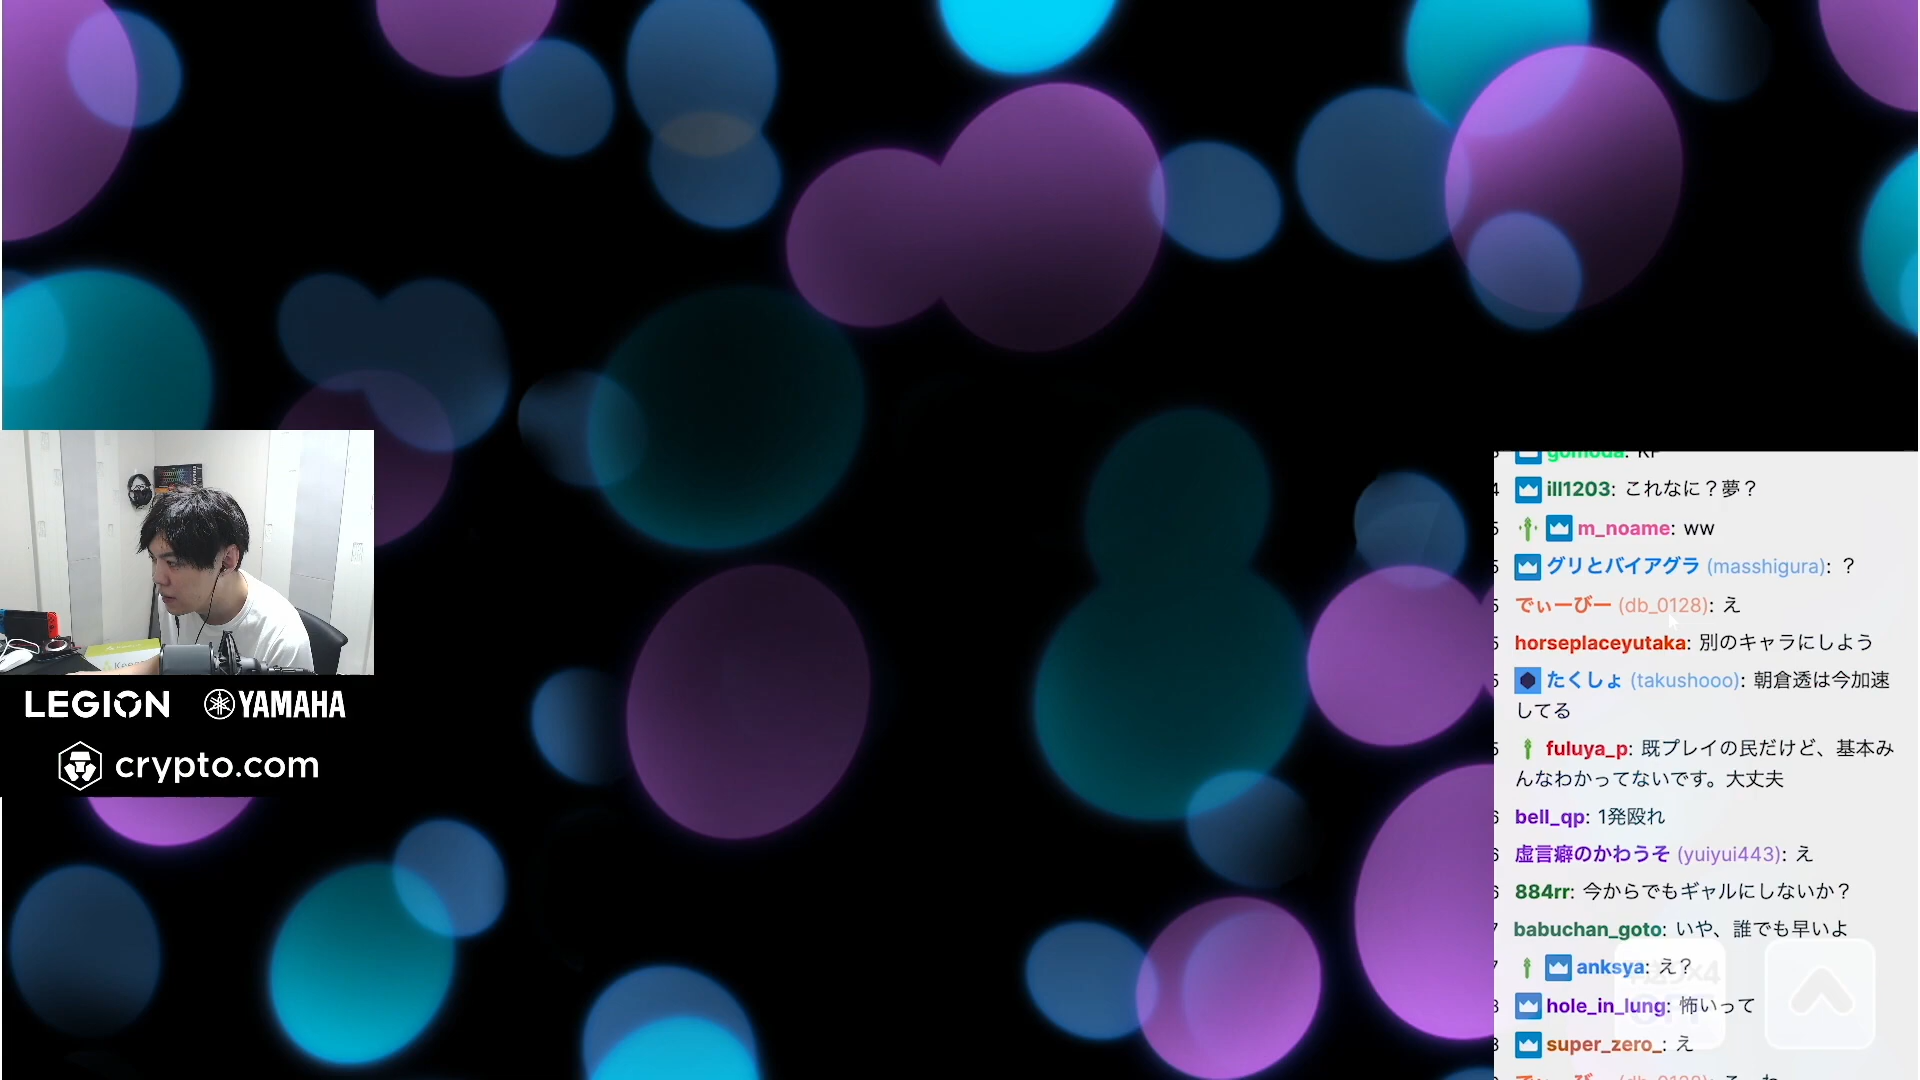 gomoda: KP
ill1203: これなに？夢？
m_noame: ww
グリとバイアグラ (masshigura): ？
でぃーびー (db_0128): え
horseplaceyutaka: 別のキャラにしよう
たくしょ (takushooo): 朝倉透は今加速
してる
fuluya_p: 既プレイの民だけど、基本み
んなわかってないです。大丈夫
bell_qp: 1発殴れ
虚言癖のかわうそ (yuiyui443): え
884rr: 今からでもギャルにしないか？
babuchan_goto: いや、誰でも早いよ
anksya: え？
hole_in_lung: 怖いって
super_zero_: え
LEGION YAMAHA
crypto.com